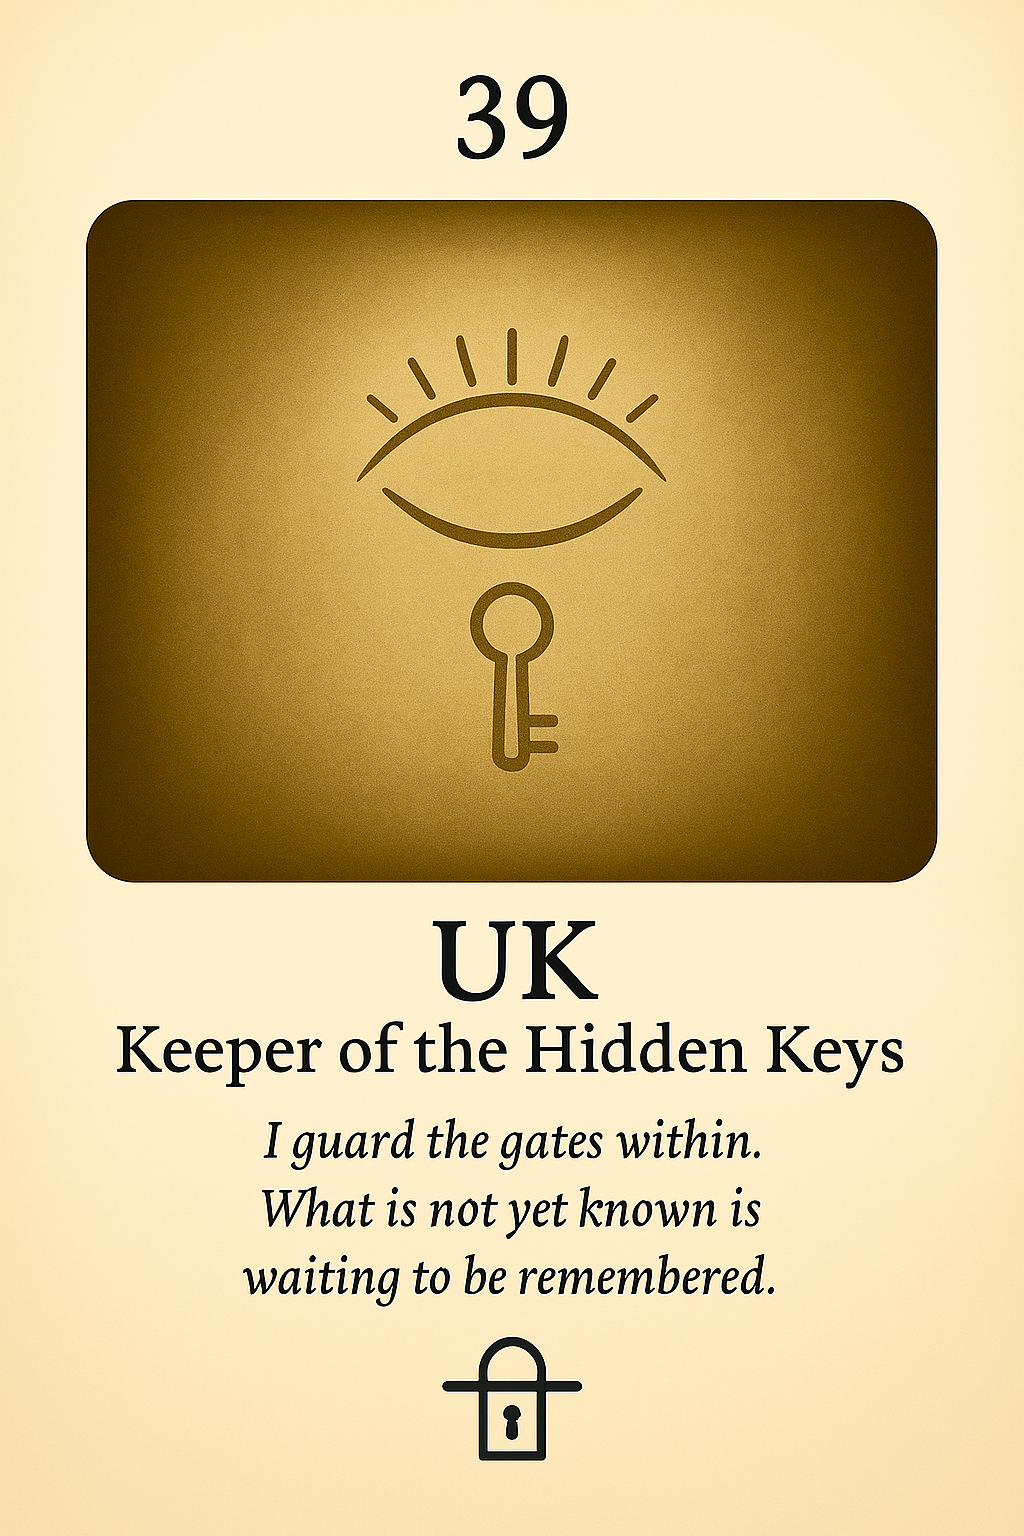 39
UK
Keeper of the Hidden Keys
I guard the gates within.
What is not yet known is
waiting to be remembered.